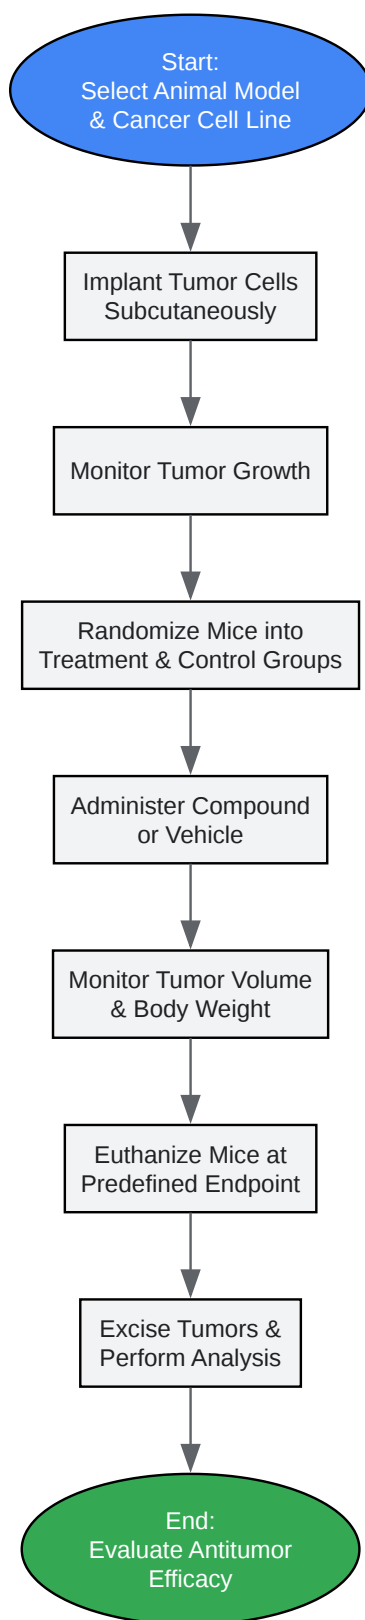 Start:
Select Animal Model
& Cancer Cell Line
Implant Tumor Cells
Subcutaneously
Monitor Tumor Growth
Randomize Mice into
Treatment & Control Groups
Administer Compound
or Vehicle
Monitor Tumor Volume
& Body Weight
Euthanize Mice at
Predefined Endpoint
Excise Tumors &
Perform Analysis
End:
Evaluate Antitumor
Efficacy